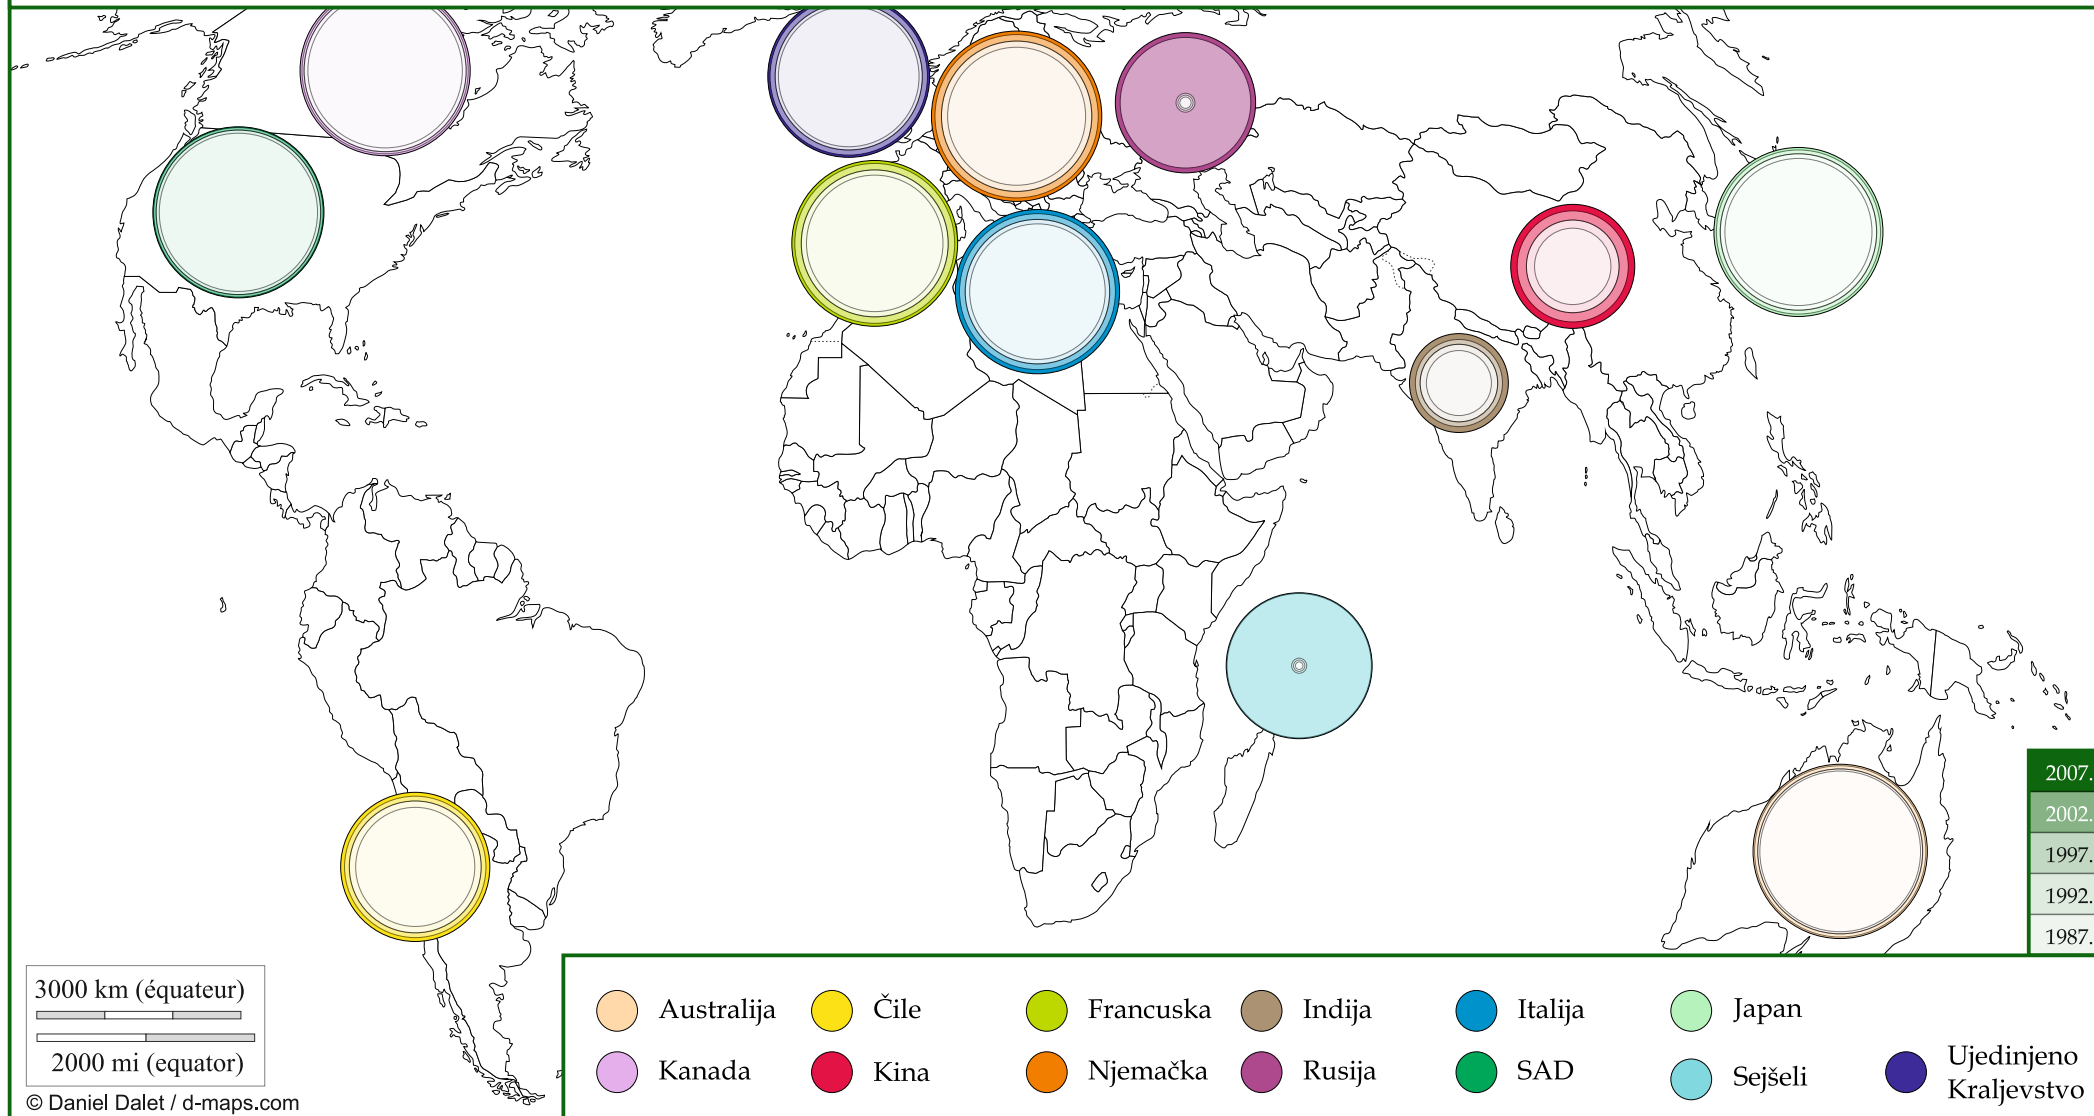 2007.
2002.
1997.
1992.
1987.
3000 km (équateur)
2000 mi (equator)
© Daniel Dalet / d-maps.com
Australija
Čile
Francuska
Indija
Italija
Japan
Kanada
Kina
Njemačka
Rusija
SAD
Sejšeli
Ujedinjeno
Kraljevstvo